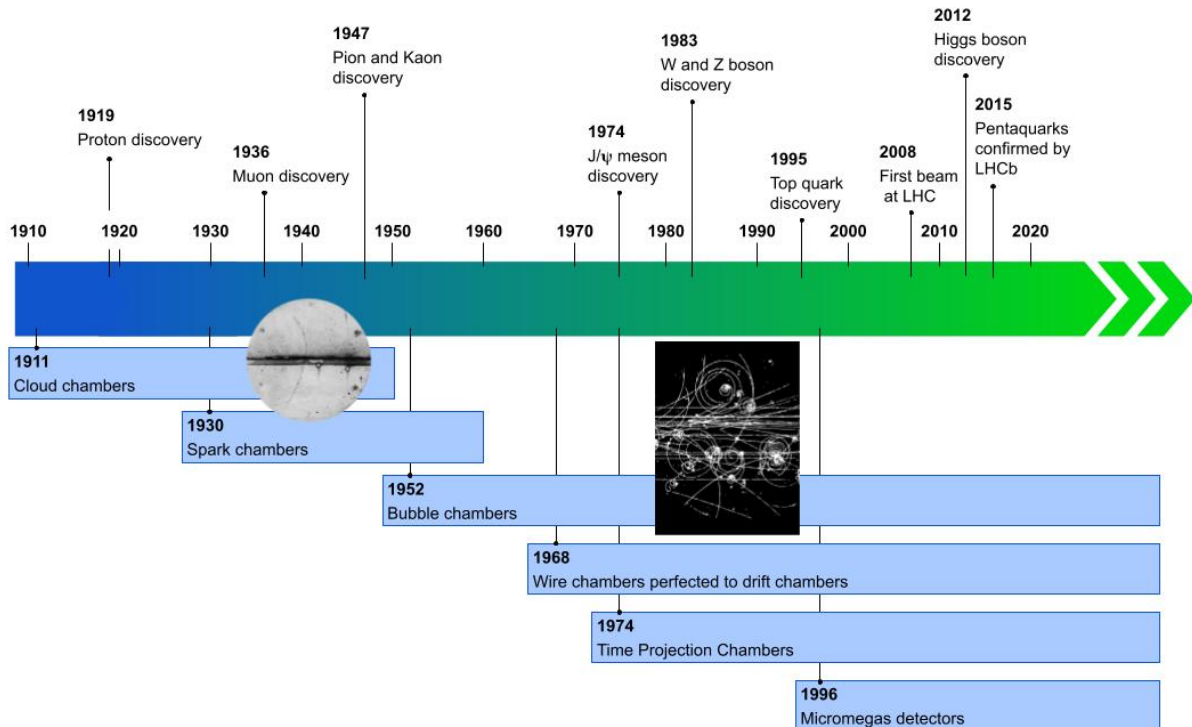 2012
Higgs boson
discovery
1947
Pion and Kaon
discovery
1983
W and Z boson
discovery
2015
Pentaquarks
confirmed by
LHCb
1919
Proton discovery
1936
Muon discovery
1974
J/ψ meson
discovery
1995
Top quark
discovery
2008
First beam
at LHC
1910 1920 1930 1940 1950 1960 1970 1980 1990 2000 2010 2020
1911
Cloud chambers
1930
Spark chambers
1952
Bubble chambers
1968
Wire chambers perfected to drift chambers
1974
Time Projection Chambers
1996
Micromegas detectors